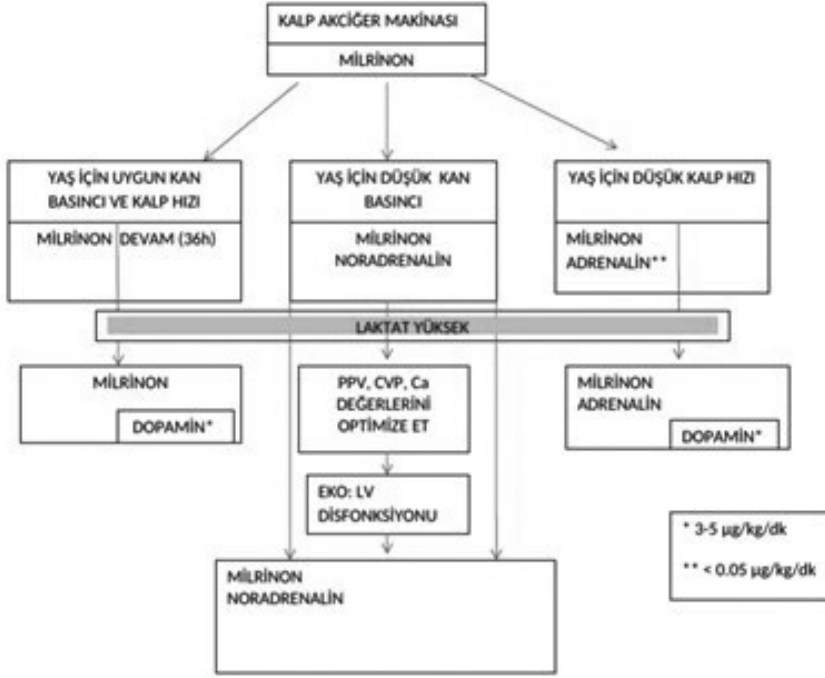 KALP AKCİĞER MAKİNASI
MİLRİNON
YAŞ İÇİN UYGUN KAN
BASINCI VE KALP HIZI
MİLRİNON DEVAM (36h)
YAŞ İÇİN DÜŞÜK KAN
BASINCI
MİLRİNON
NORADRENALİN
YAŞ İÇİN DÜŞÜK KALP HIZI
MİLRİNON
ADRENALİN**
LAKTAT YÜKSEK
MİLRİNON
DOPAMİN*
PPV, CVP, Ca
DEĞERLERİNİ
OPTİMİZE ET
MİLRİNON
ADRENALİN
DOPAMİN*
EKO: LV
DİSFONKSİYONU
MİLRİNON
NORADRENALİN
* 3-5 µg/kg/dk
** < 0.05 µg/kg/dk